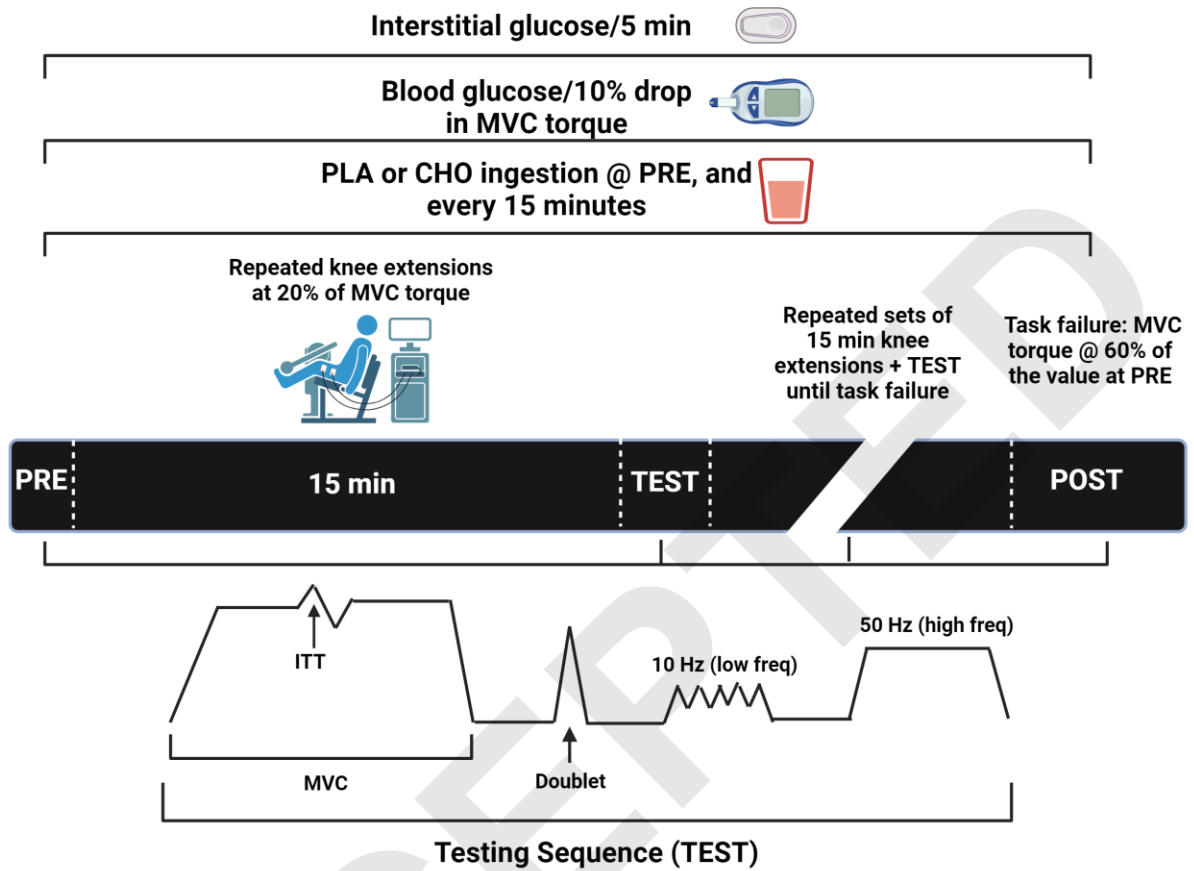 Interstitial glucose/5 min
Blood glucose/10% drop
in MVC torque
PLA or CHO ingestion @ PRE, and
every 15 minutes
Repeated knee extensions
at 20% of MVC torque
Repeated sets of
15 min knee
extensions + TEST
until task failure
Task failure: MVC
torque @ 60% of
the value at PRE
PRE
15 min
TEST
POST
ITT
MVC
Doublet
10 Hz (low freq)
50 Hz (high freq)
Testing Sequence (TEST)